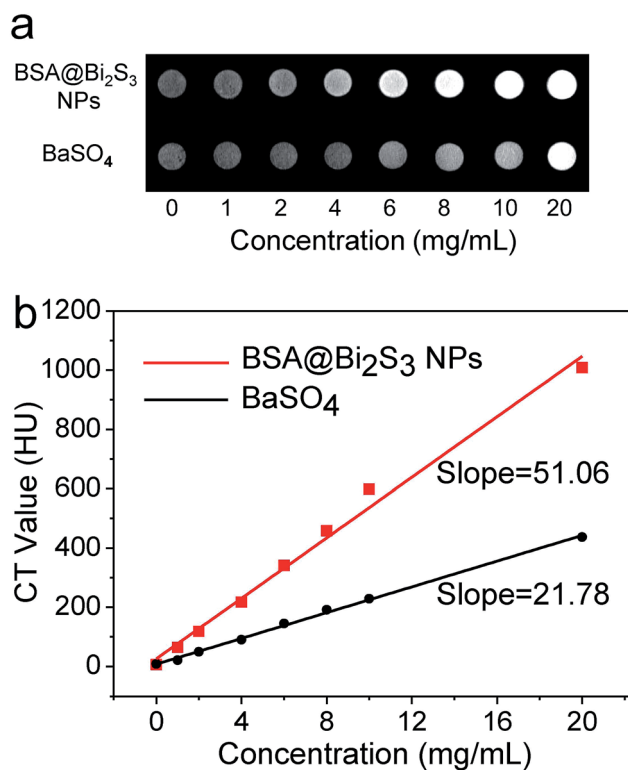 a
BSA@Bi₂S₃
NPs
BaSO₄
0 1 2 4 6 8 10 20
Concentration (mg/mL)
b
1200
1000
800
600
400
200
0
CT Value (HU)
BSA@Bi₂S₃ NPs
BaSO₄
Slope=51.06
Slope=21.78
0 4 8 12 16 20
Concentration (mg/mL)